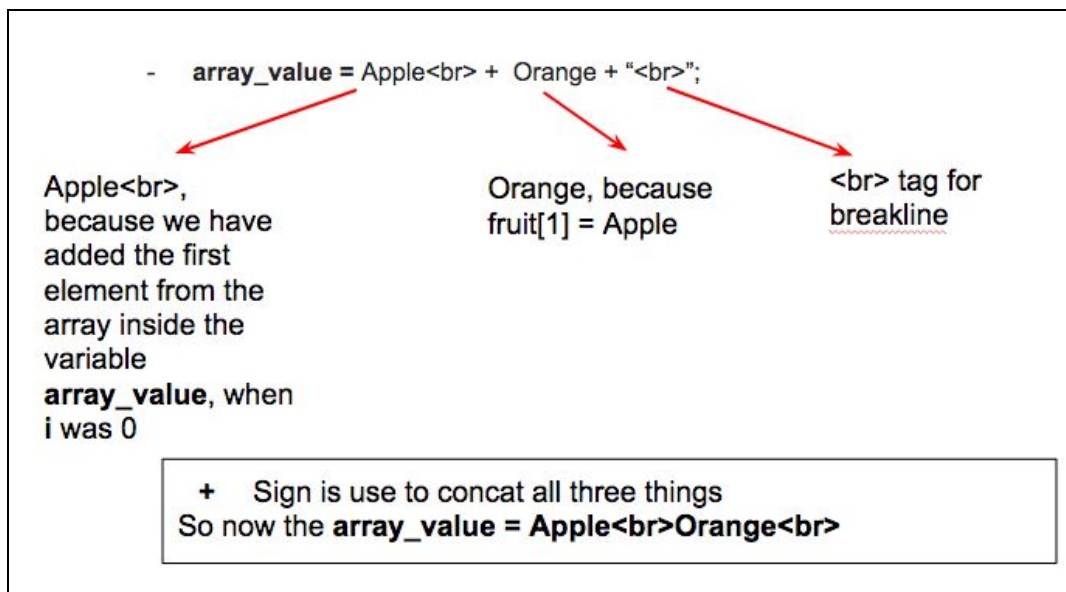 - array_value = Apple<br> + Orange + “<br>”;
Apple<br>,
because we have
added the first
element from the
array inside the
variable
array_value, when
i was 0
Orange, because
fruit[1] = Apple
<br> tag for
breakline
+ Sign is use to concat all three things
So now the array_value = Apple<br>Orange<br>